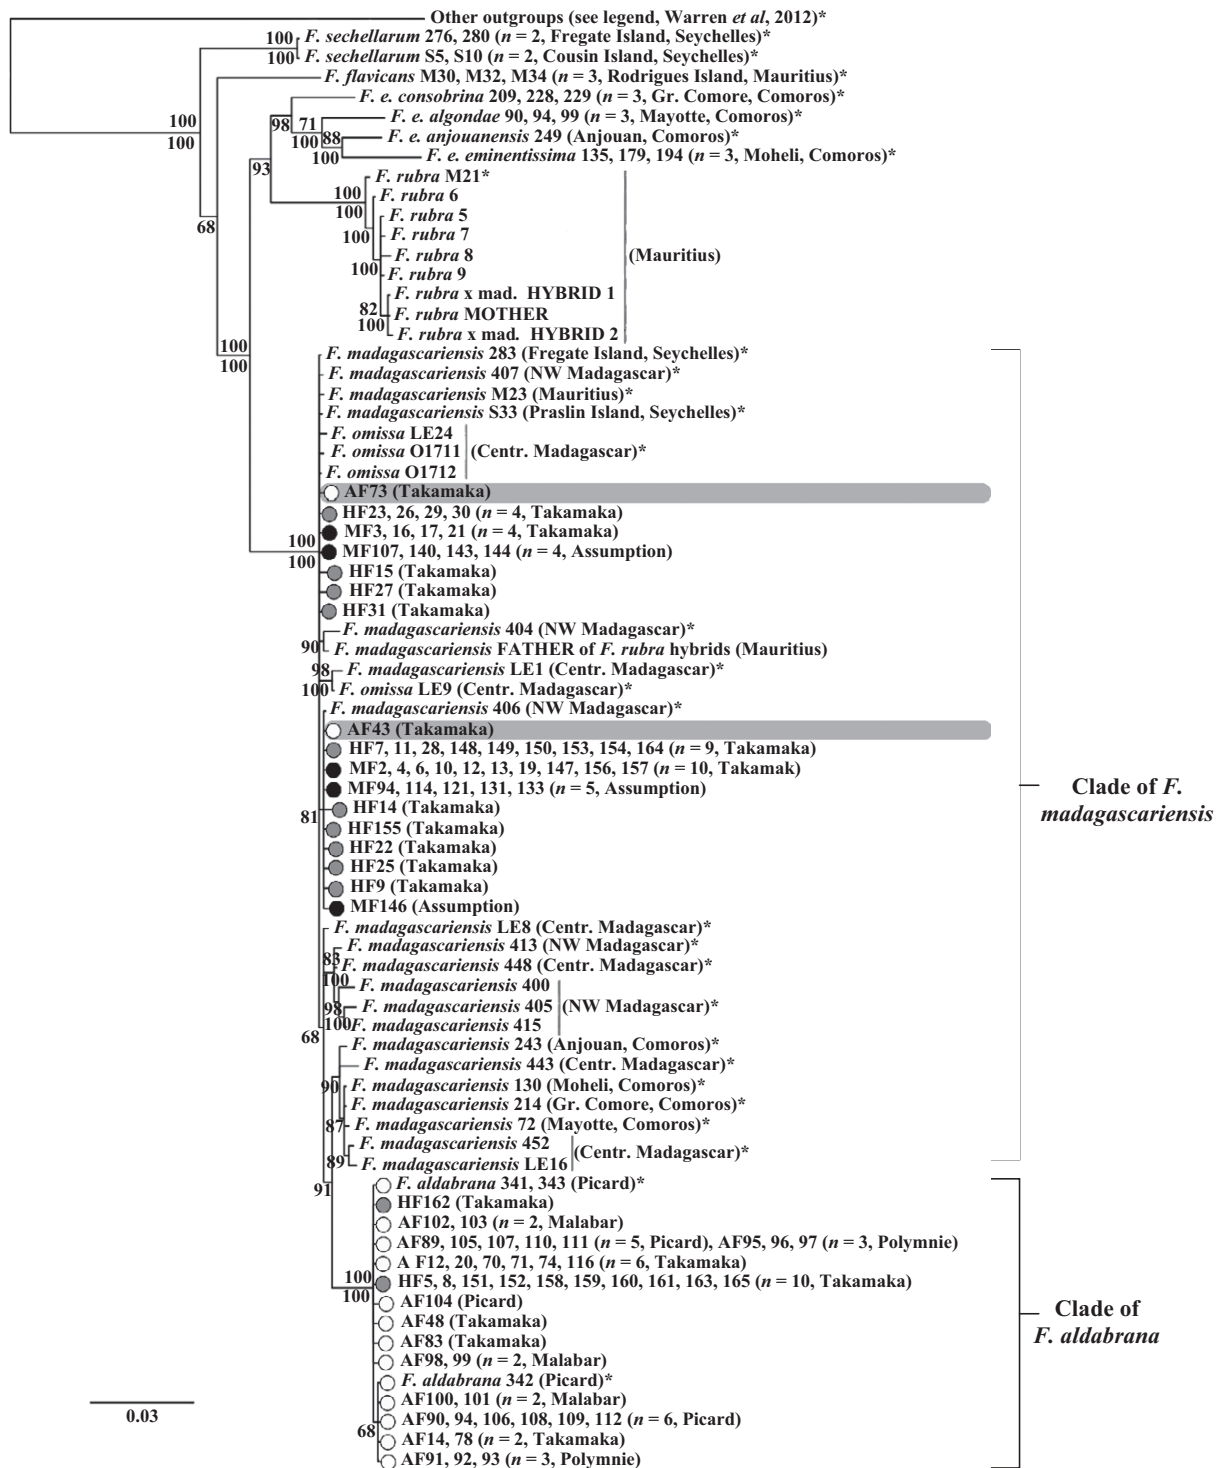 Other outgroups (see legend, Warren et al, 2012)*
100
100
F. sechellarum 276, 280 (n = 2, Fregate Island, Seychelles)*
F. sechellarum S5, S10 (n = 2, Cousin Island, Seychelles)*
F. flavicans M30, M32, M34 (n = 3, Rodrigues Island, Mauritius)*
F. e. consobrina 209, 228, 229 (n = 3, Gr. Comore, Comoros)*
100
100
98
71
100
F. e. algondae 90, 94, 99 (n = 3, Mayotte, Comoros)*
88
100
F. e. anjouanensis 249 (Anjouan, Comoros)*
F. e. eminentissima 135, 179, 194 (n = 3, Moheli, Comoros)*
93
F. rubra M21*
100
100
F. rubra 6
F. rubra 5
68
100
F. rubra 7
F. rubra 8
(Mauritius)
100
F. rubra 9
F. rubra x mad. HYBRID 1
82
100
F. rubra MOTHER
F. rubra x mad. HYBRID 2
100
100
F. madagascariensis 283 (Fregate Island, Seychelles)*
F. madagascariensis 407 (NW Madagascar)*
F. madagascariensis M23 (Mauritius)*
F. madagascariensis S33 (Praslin Island, Seychelles)*
F. omissa LE24
F. omissa O1711
(Centr. Madagascar)*
F. omissa O1712
AF73 (Takamaka)
HF23, 26, 29, 30 (n = 4, Takamaka)
MF3, 16, 17, 21 (n = 4, Takamaka)
100
100
MF107, 140, 143, 144 (n = 4, Assumption)
HF15 (Takamaka)
HF27 (Takamaka)
HF31 (Takamaka)
F. madagascariensis 404 (NW Madagascar)*
90
F. madagascariensis FATHER of F. rubra hybrids (Mauritius)
98
100
F. madagascariensis LE1 (Centr. Madagascar)*
F. omissa LE9 (Centr. Madagascar)*
F. madagascariensis 406 (NW Madagascar)*
AF43 (Takamaka)
HF7, 11, 28, 148, 149, 150, 153, 154, 164 (n = 9, Takamaka)
MF2, 4, 6, 10, 12, 13, 19, 147, 156, 157 (n = 10, Takamak)
MF94, 114, 121, 131, 133 (n = 5, Assumption)
Clade of F.
madagascariensis
HF14 (Takamaka)
81
HF155 (Takamaka)
HF22 (Takamaka)
HF25 (Takamaka)
HF9 (Takamaka)
MF146 (Assumption)
F. madagascariensis LE8 (Centr. Madagascar)*
F. madagascariensis 413 (NW Madagascar)*
83
100
F. madagascariensis 448 (Centr. Madagascar)*
F. madagascariensis 400
98
100
F. madagascariensis 405
(NW Madagascar)*
F. madagascariensis 415
68
F. madagascariensis 243 (Anjouan, Comoros)*
F. madagascariensis 443 (Centr. Madagascar)*
90
F. madagascariensis 130 (Moheli, Comoros)*
F. madagascariensis 214 (Gr. Comore, Comoros)*
87
F. madagascariensis 72 (Mayotte, Comoros)*
F. madagascariensis 452
(Centr. Madagascar)*
89
F. madagascariensis LE16
91
F. aldabrana 341, 343 (Picard)*
HF162 (Takamaka)
AF102, 103 (n = 2, Malabar)
AF89, 105, 107, 110, 111 (n = 5, Picard), AF95, 96, 97 (n = 3, Polymnie)
A F12, 20, 70, 71, 74, 116 (n = 6, Takamaka)
100
100
HF5, 8, 151, 152, 158, 159, 160, 161, 163, 165 (n = 10, Takamaka)
AF104 (Picard)
Clade of
F. aldabrana
AF48 (Takamaka)
AF83 (Takamaka)
AF98, 99 (n = 2, Malabar)
F. aldabrana 342 (Picard)*
AF100, 101 (n = 2, Malabar)
AF90, 94, 106, 108, 109, 112 (n = 6, Picard)
68
AF14, 78 (n = 2, Takamaka)
AF91, 92, 93 (n = 3, Polymnie)
0.03